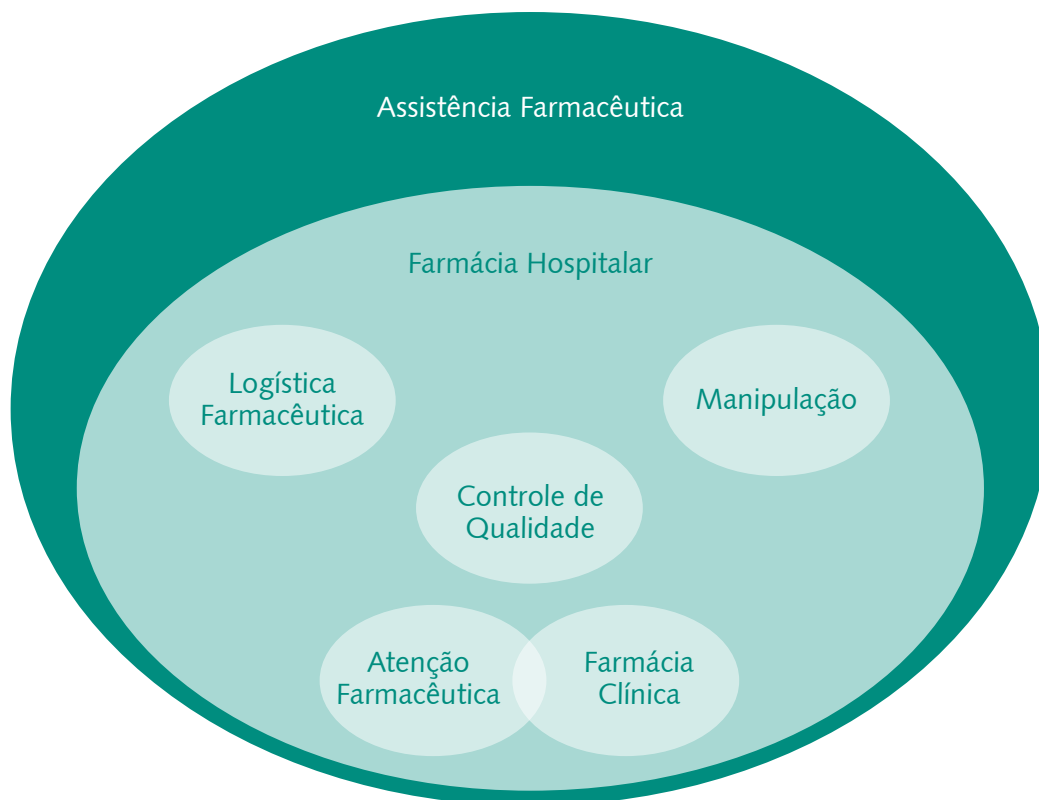 Assistência Farmacêutica
Farmácia Hospitalar
Logística
Farmacêutica
Manipulação
Controle de
Qualidade
Atenção
Farmacêutica
Farmácia
Clínica